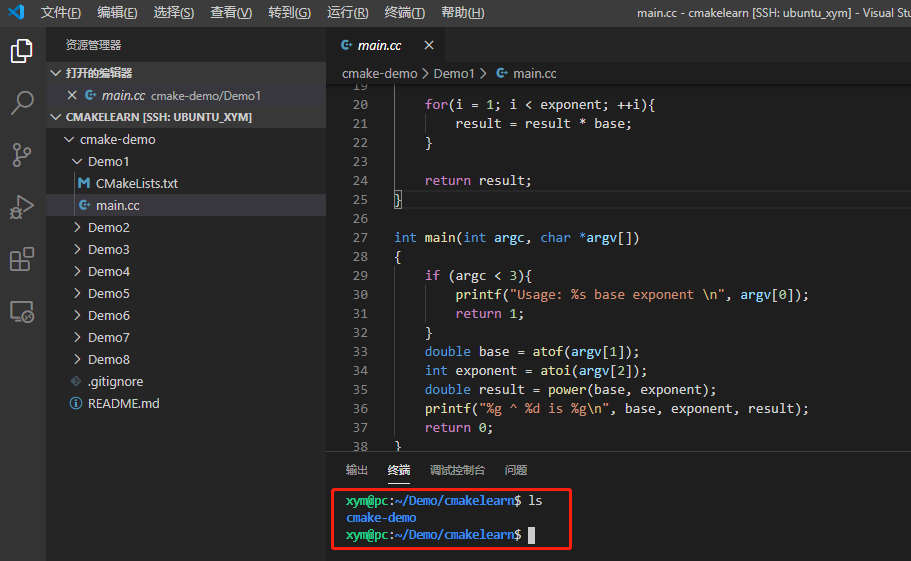 文件(F) 编辑(E) 选择(S) 查看(V) 转到(G) 运行(R) 终端(T) 帮助(H) main.cc - cmakelearn [SSH: ubuntu_xym] - Visual Stu
资源管理器
打开的编辑器
main.cc cmake-demo/Demo1
CMAKELEARN [SSH: UBUNTU_XYM]
cmake-demo
Demo1
CMakeLists.txt
main.cc
Demo2
Demo3
Demo4
Demo5
Demo6
Demo7
Demo8
.gitignore
README.md
main.cc
cmake-demo > Demo1 > main.cc
19
20 for(i = 1; i < exponent; ++i){
21 result = result * base;
22 }
23
24 return result;
25 }
26
27 int main(int argc, char *argv[])
28 {
29 if (argc < 3){
30 printf("Usage: %s base exponent \n", argv[0]);
31 return 1;
32 }
33 double base = atof(argv[1]);
34 int exponent = atoi(argv[2]);
35 double result = power(base, exponent);
36 printf("%g ^ %d is %g\n", base, exponent, result);
37 return 0;
38 }
输出 终端 调试控制台 问题
xym@pc:~/Demo/cmakelearn$ ls
cmake-demo
xym@pc:~/Demo/cmakelearn$